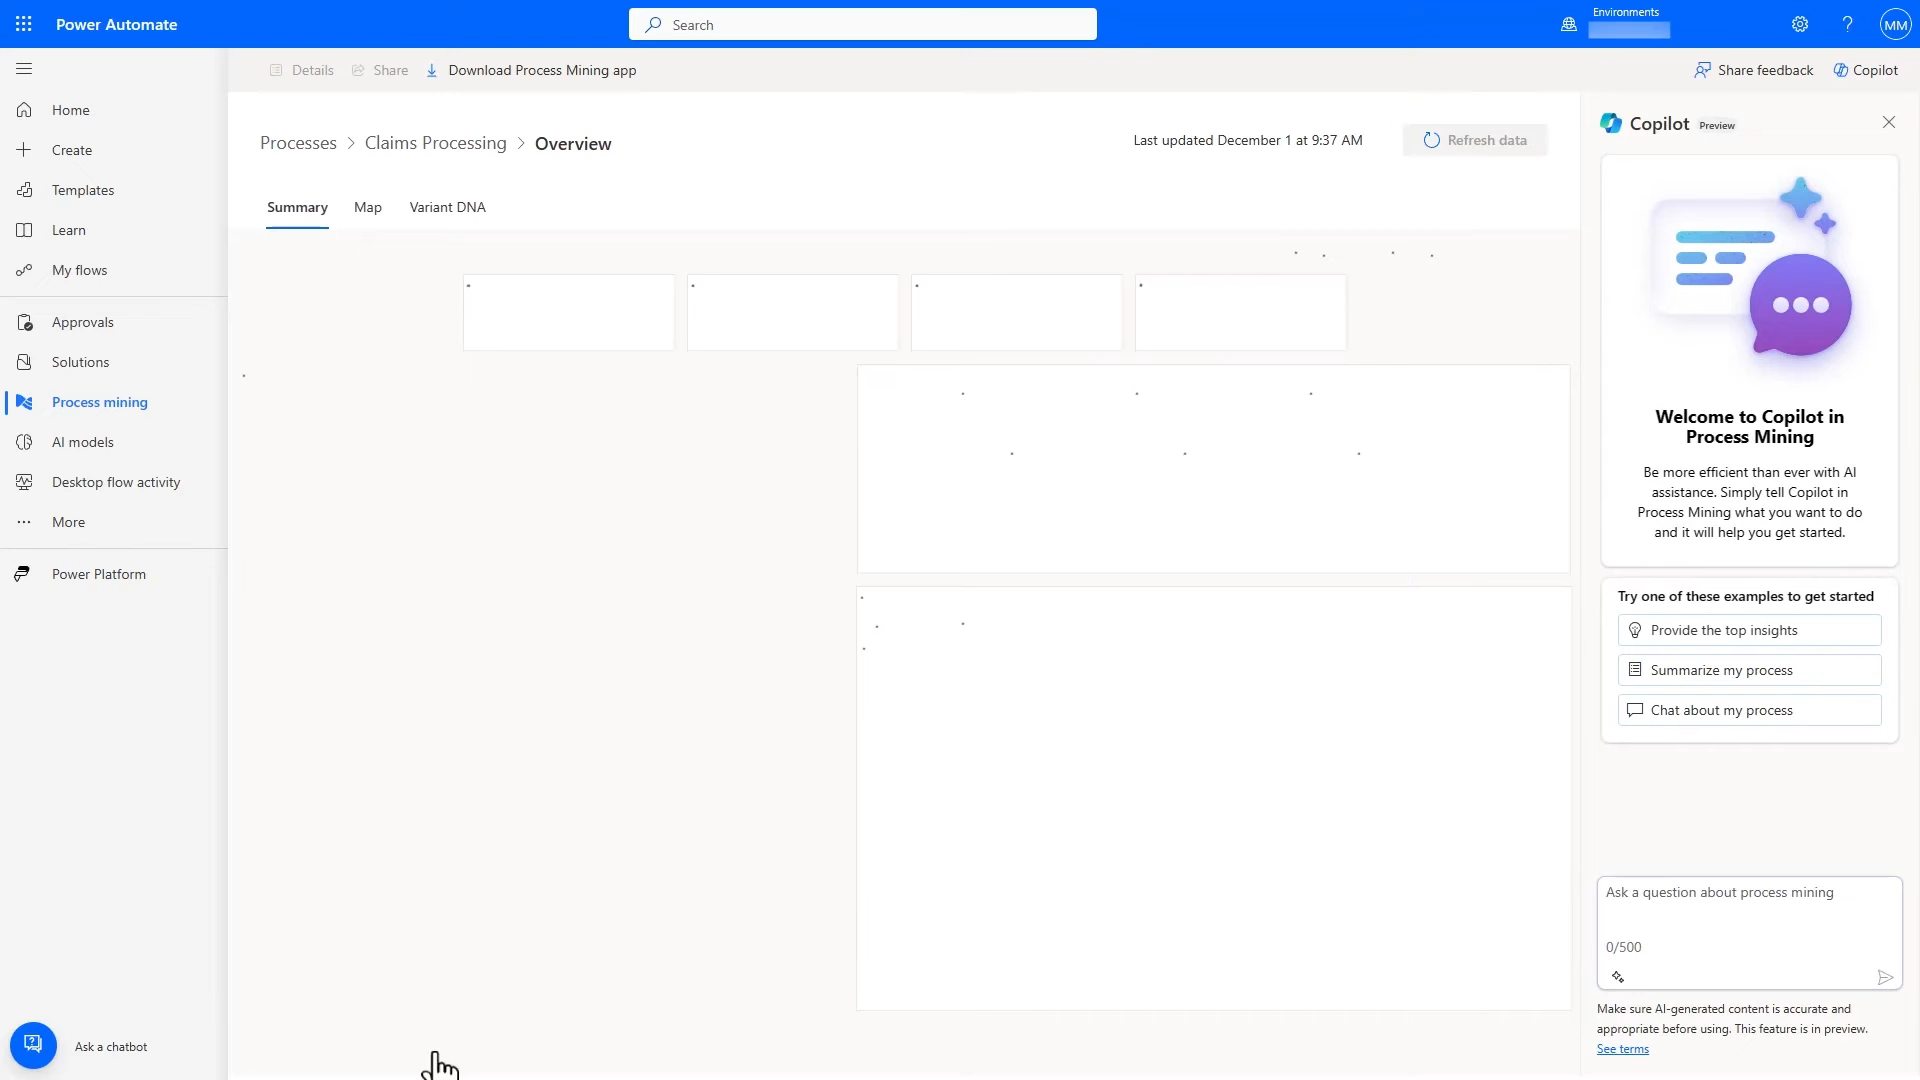 Power Automate
Search
Environments
MM
Details
Share
Download Process Mining app
Share feedback
Copilot
Home
Create
Templates
Learn
My flows
Approvals
Solutions
Process mining
AI models
Desktop flow activity
More
Power Platform
Ask a chatbot
Processes > Claims Processing > Overview
Last updated December 1 at 9:37 AM
Refresh data
Summary
Map
Variant DNA
Copilot Preview
Welcome to Copilot in
Process Mining
Be more efficient than ever with AI
assistance. Simply tell Copilot in
Process Mining what you want to do
and it will help you get started.
Try one of these examples to get started
Provide the top insights
Summarize my process
Chat about my process
Ask a question about process mining
0/500
Make sure AI-generated content is accurate and
appropriate before using. This feature is in preview.
See terms